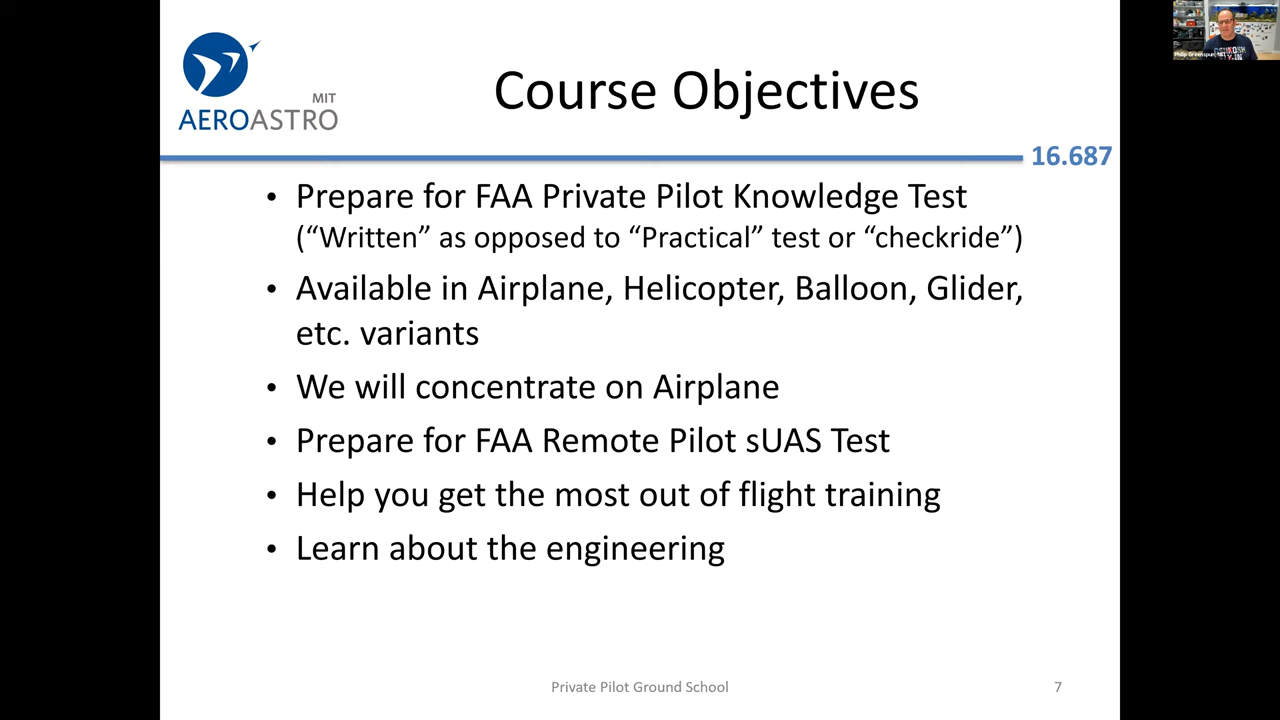 MIT
AEROASTRO
Course Objectives
16.687
• Prepare for FAA Private Pilot Knowledge Test
(“Written” as opposed to “Practical” test or “checkride”)
• Available in Airplane, Helicopter, Balloon, Glider,
etc. variants
• We will concentrate on Airplane
• Prepare for FAA Remote Pilot sUAS Test
• Help you get the most out of flight training
• Learn about the engineering
Private Pilot Ground School
7
Philip Greenspun, MIT